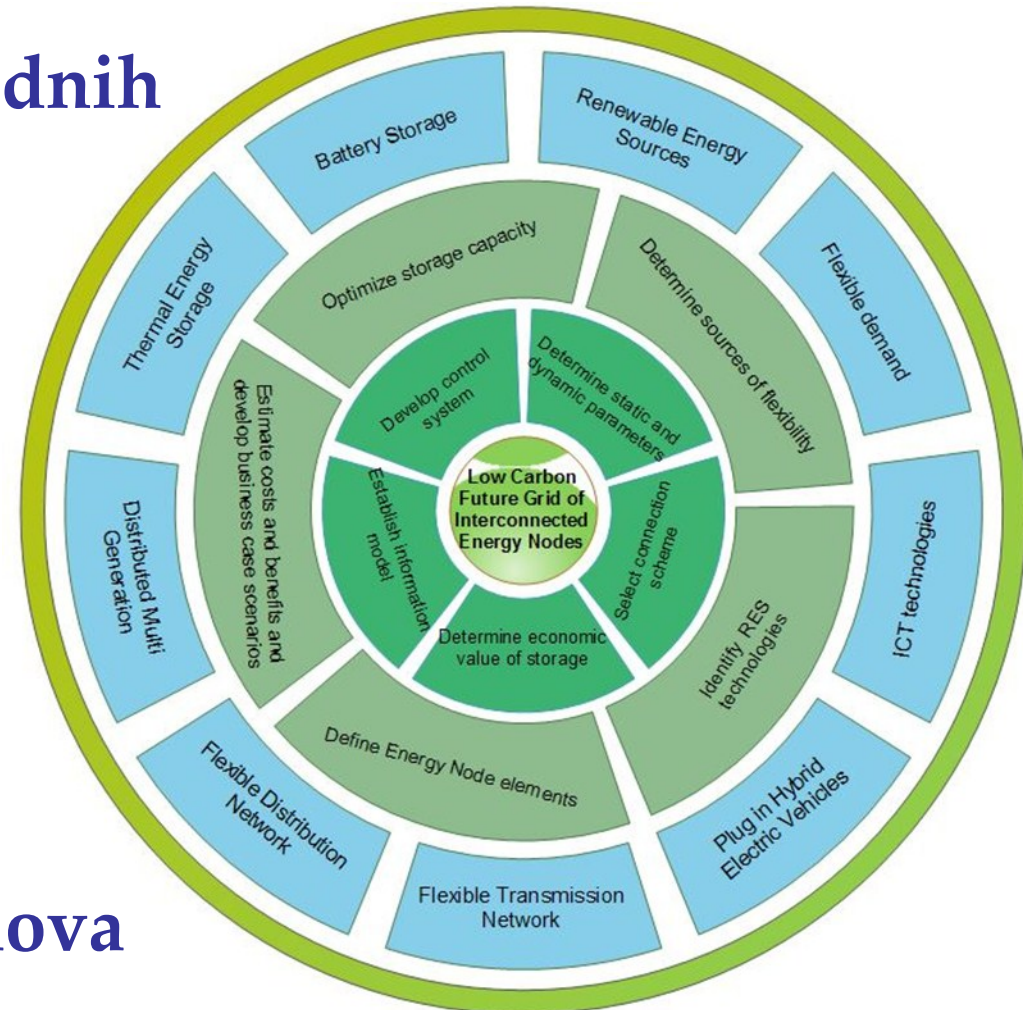 dnih
Battery Storage
Renewable Energy
Sources
Flexible demand
ICT technologies
Plug in Hybrid
Electric Vehicles
Flexible Transmission
Network
Flexible Distribution
Network
Distributed Multi
Generation
Thermal Energy
Storage
Optimize storage capacity
Determine sources of flexibility
Identify RES
technologies
Define Energy Node elements
Estimate costs and benefits and
develop business case scenarios
Develop control
system
Determine static and
dynamic parameters
Select connection
scheme
Determine economic
value of storage
Establish information
model
Low Carbon
Future Grid of
Interconnected
Energy Nodes
ova